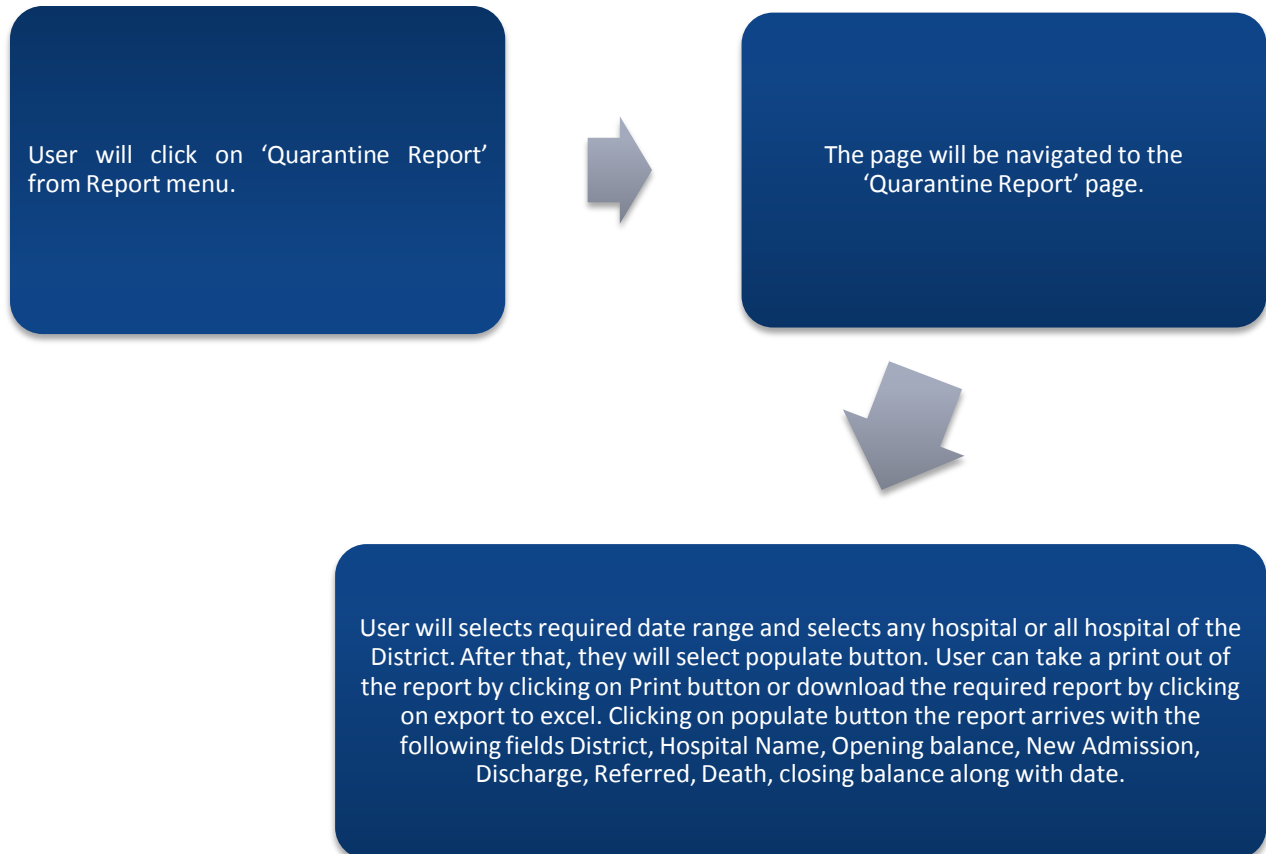 User will click on ‘Quarantine Report’
from Report menu.
The page will be navigated to the
‘Quarantine Report’ page.
User will selects required date range and selects any hospital or all hospital of the
District. After that, they will select populate button. User can take a print out of
the report by clicking on Print button or download the required report by clicking
on export to excel. Clicking on populate button the report arrives with the
following fields District, Hospital Name, Opening balance, New Admission,
Discharge, Referred, Death, closing balance along with date.